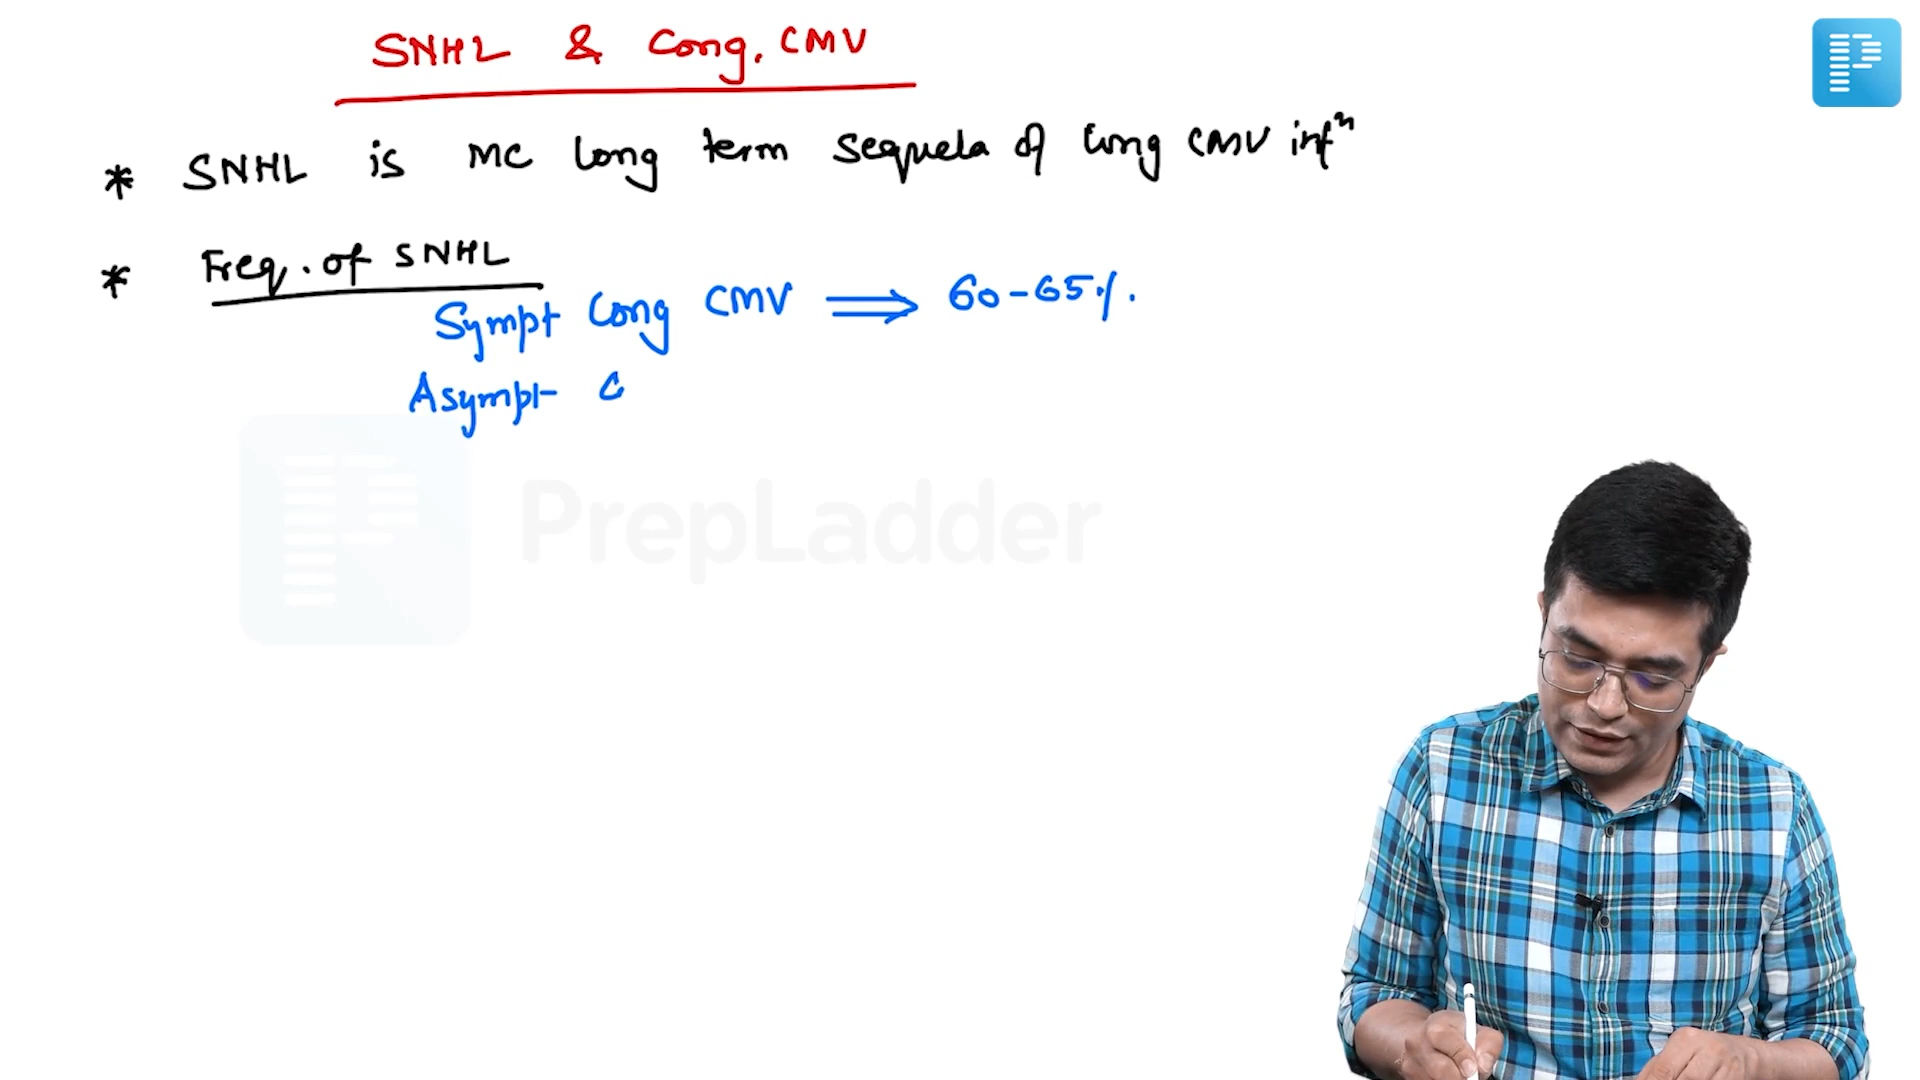 SNHL & Cong. CMV
* SNHL is MC long term sequela of Cong CMV infⁿ
* Freq. of SNHL
Sympt Cong CMV ⟹ 60-65%.
Asympt C
PrepLadder